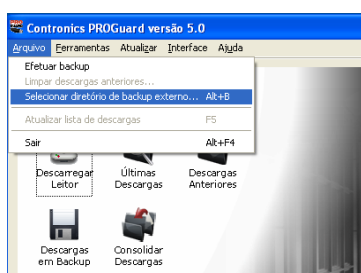 Contronics PROGuard versão 5.0
Arquivo Ferramentas Atualizar Interface Ajuda
Efetuar backup
Limpar descargas anteriores...
Selecionar diretório de backup externo... Alt+B
Atualizar lista de descargas F5
Sair Alt+F4
Descarregar Leitor
Últimas Descargas
Descargas Anteriores
Descargas em Backup
Consolidar Descargas